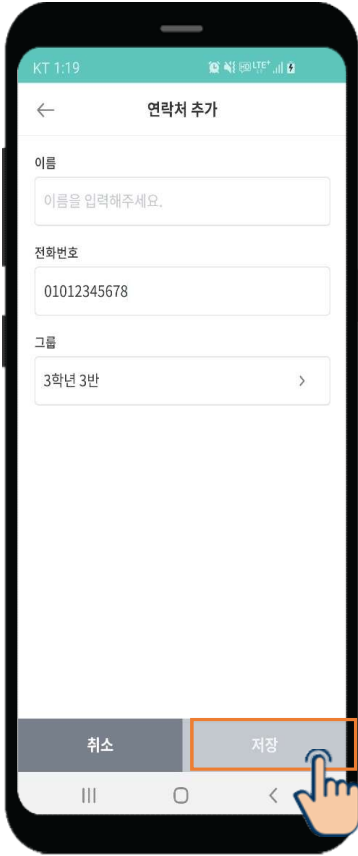 KT 1:19
연락처 추가
이름
이름을 입력해주세요.
전화번호
01012345678
그룹
3학년 3반
취소
저장